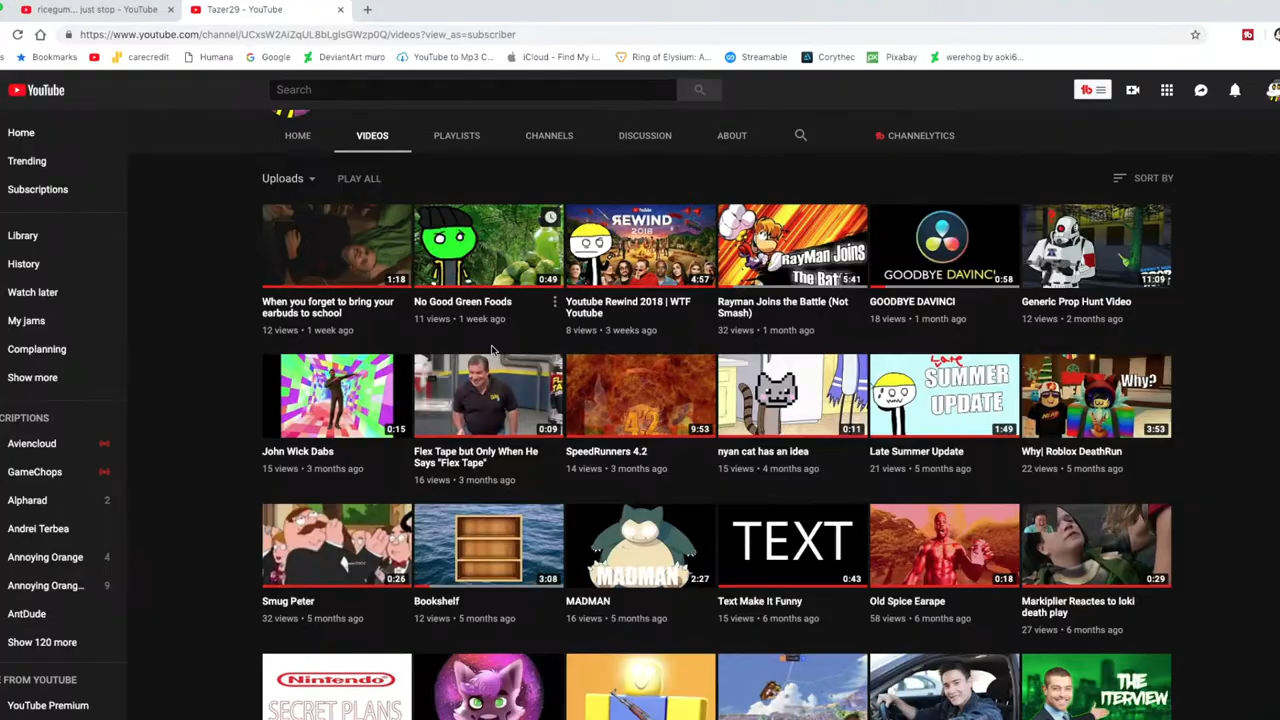 ricegum... just stop - YouTube
Tazer29 - YouTube
https://www.youtube.com/channel/UCxsW2AiZqUL8bLglsGWzp0Q/videos?view_as=subscriber
Bookmarks
carecredit
Humana
Google
DeviantArt muro
YouTube to Mp3 C...
iCloud - Find My i...
Ring of Elysium: A...
Streamable
Corythec
Pixabay
werehog by aoki6...
YouTube
Search
HOME
VIDEOS
PLAYLISTS
CHANNELS
DISCUSSION
ABOUT
CHANNELYTICS
Home
Trending
Subscriptions
Library
History
Watch later
My jams
Complanning
Show more
CRIPTIONS
Aviencloud
GameChops
Alpharad 2
Andrei Terbea
Annoying Orange 4
Annoying Orang... 9
AntDude
Show 120 more
E FROM YOUTUBE
YouTube Premium
Uploads
PLAY ALL
SORT BY
1:18
0:49
YouTube
REWIND
2018
4:57
RayMan Joins
The Bat
5:41
GOODBYE DAVINCI
0:58
11:09
When you forget to bring your
earbuds to school
12 views • 1 week ago
No Good Green Foods
11 views • 1 week ago
Youtube Rewind 2018 | WTF
Youtube
8 views • 3 weeks ago
Rayman Joins the Battle (Not
Smash)
32 views • 1 month ago
GOODBYE DAVINCI
18 views • 1 month ago
Generic Prop Hunt Video
12 views • 2 months ago
0:15
0:09
42
9:53
0:11
Late
SUMMER
UPDATE
1:49
Why?
3:53
John Wick Dabs
15 views • 3 months ago
Flex Tape but Only When He
Says "Flex Tape"
16 views • 3 months ago
SpeedRunners 4.2
14 views • 3 months ago
nyan cat has an idea
15 views • 4 months ago
Late Summer Update
21 views • 5 months ago
Why| Roblox DeathRun
22 views • 5 months ago
0:26
3:08
MADMAN
2:27
TEXT
0:43
0:18
0:29
Smug Peter
32 views • 5 months ago
Bookshelf
12 views • 5 months ago
MADMAN
16 views • 5 months ago
Text Make It Funny
15 views • 6 months ago
Old Spice Earape
58 views • 6 months ago
Markiplier Reactes to loki
death play
27 views • 6 months ago
Nintendo
SECRET PLANS
THE
ITERVIEW